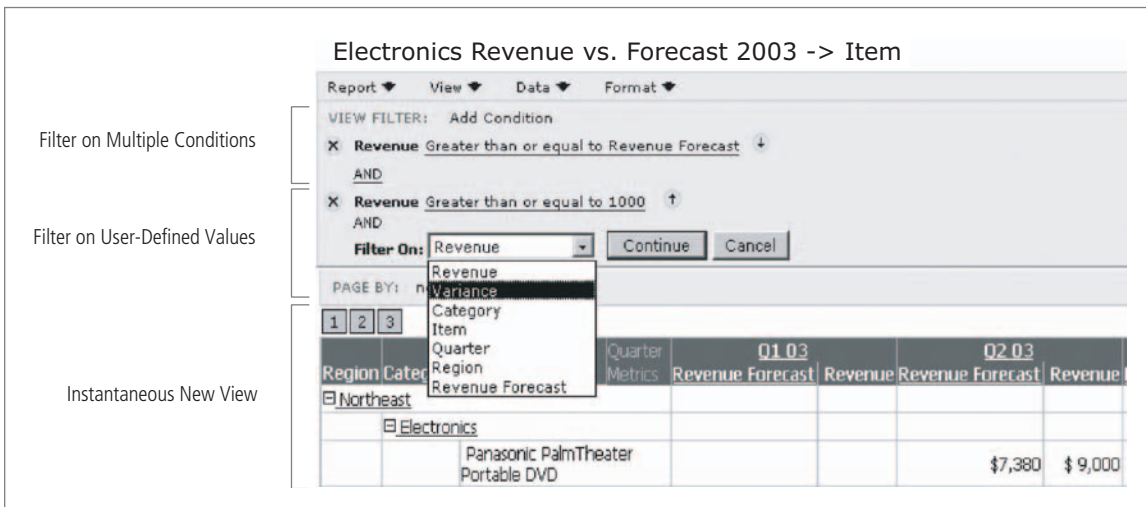 Electronics Revenue vs. Forecast 2003 -> Item
Report View Data Format
VIEW FILTER: Add Condition
Filter on Multiple Conditions
X Revenue Greater than or equal to Revenue Forecast
AND
X Revenue Greater than or equal to 1000
AND
Filter on User-Defined Values
Filter On: Revenue Continue Cancel
Revenue
Variance
Category
Item
Quarter
Region
Revenue Forecast
PAGE BY:
1 2 3
Quarter Q1 03 Q2 03
Region Metrics Revenue Forecast Revenue Revenue Forecast Revenue
Instantaneous New View
Northeast
Electronics
Panasonic PalmTheater
Portable DVD
$7,380 $ 9,000